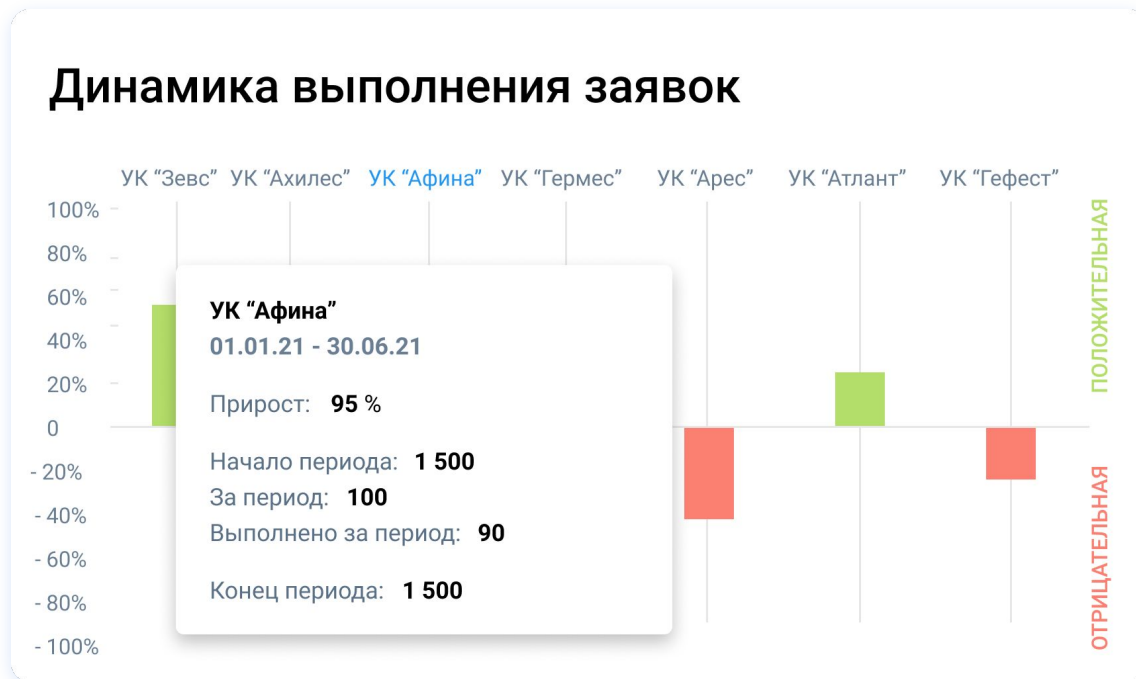 Динамика выполнения заявок
УК “Зевс” УК “Ахилес” УК “Афина” УК “Гермес” УК “Арес” УК “Атлант” УК “Гефест”
100%
80%
60%
40%
20%
0
- 20%
- 40%
- 60%
- 80%
- 100%
УК “Афина”
01.01.21 - 30.06.21
Прирост: 95 %
Начало периода: 1 500
За период: 100
Выполнено за период: 90
Конец периода: 1 500
ПОЛОЖИТЕЛЬНАЯ
ОТРИЦАТЕЛЬНАЯ